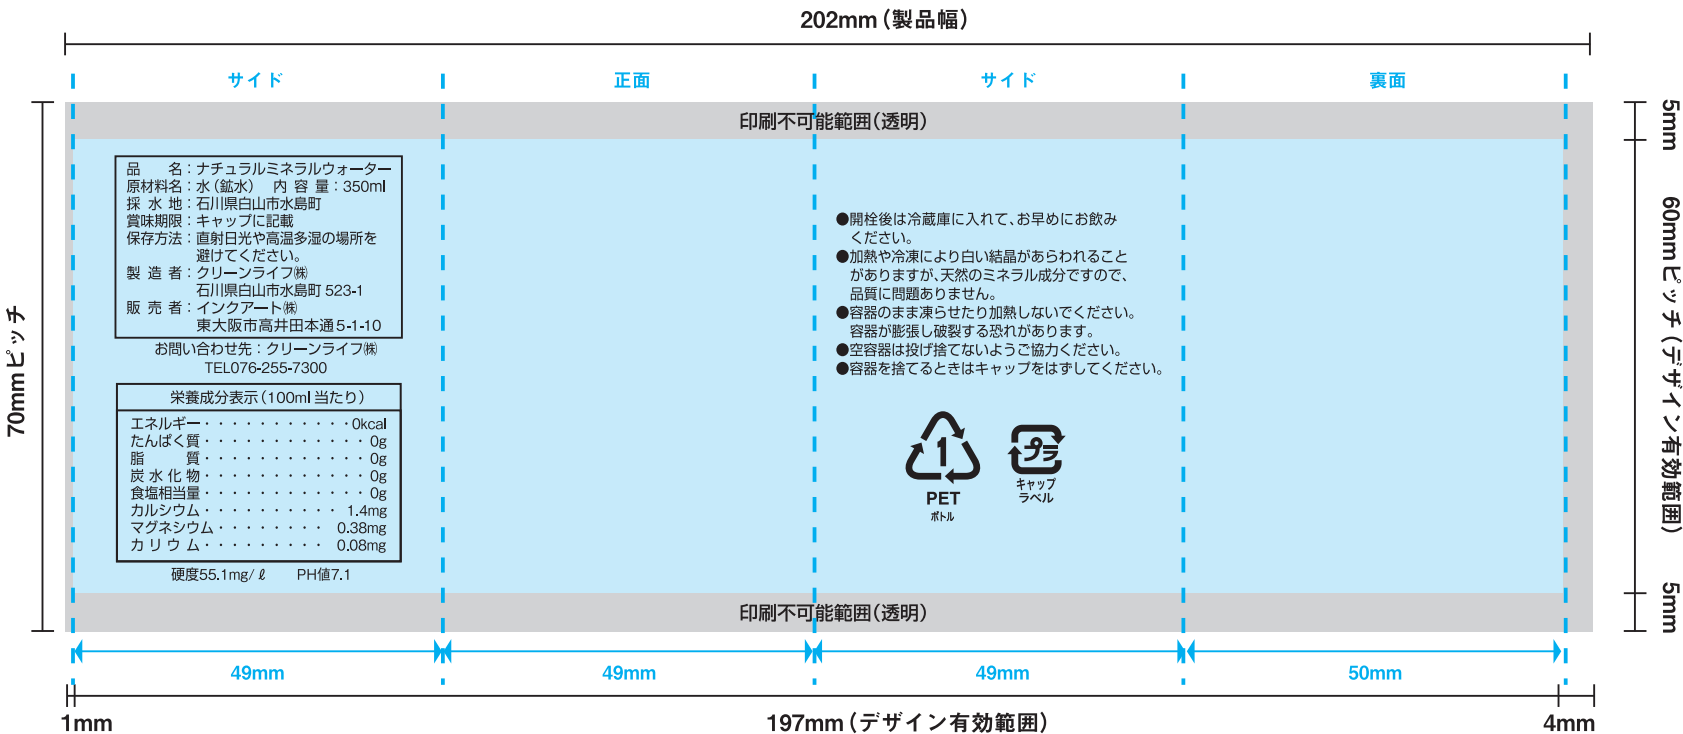 202mm（製品幅）
サイド
正面
サイド
裏面
印刷不可能範囲（透明）
5mm
60mmピッチ（デザイン有効範囲）
5mm
70mmピッチ
品　　名：ナチュラルミネラルウォーター
原材料名：水（鉱水）　内 容 量：350ml
採 水 地：石川県白山市水島町
賞味期限：キャップに記載
保存方法：直射日光や高温多湿の場所を
避けてください。
製 造 者：クリーンライフ㈱
石川県白山市水島町 523-1
販 売 者：インクアート㈱
東大阪市高井田本通5-1-10
お問い合わせ先：クリーンライフ㈱
TEL076-255-7300
栄養成分表示（100ml 当たり）
エネルギー・・・・・・・・・・・0kcal
たんぱく質・・・・・・・・・・・・0g
脂　　質・・・・・・・・・・・・0g
炭 水 化 物・・・・・・・・・・・・0g
食塩相当量・・・・・・・・・・・・0g
カルシウム・・・・・・・・・・1.4mg
マグネシウム・・・・・・・・0.38mg
カ リ ウ ム・・・・・・・・・0.08mg
硬度55.1mg/ℓ　　PH値7.1
●開栓後は冷蔵庫に入れて、お早めにお飲み
ください。
●加熱や冷凍により白い結晶があらわれること
がありますが、天然のミネラル成分ですので、
品質に問題ありません。
●容器のまま凍らせたり加熱しないでください。
容器が膨張し破裂する恐れがあります。
●空容器は投げ捨てないようご協力ください。
●容器を捨てるときはキャップをはずしてください。
1
PET
ボトル
プラ
キャップ
ラベル
印刷不可能範囲（透明）
49mm
49mm
49mm
50mm
1mm
197mm（デザイン有効範囲）
4mm